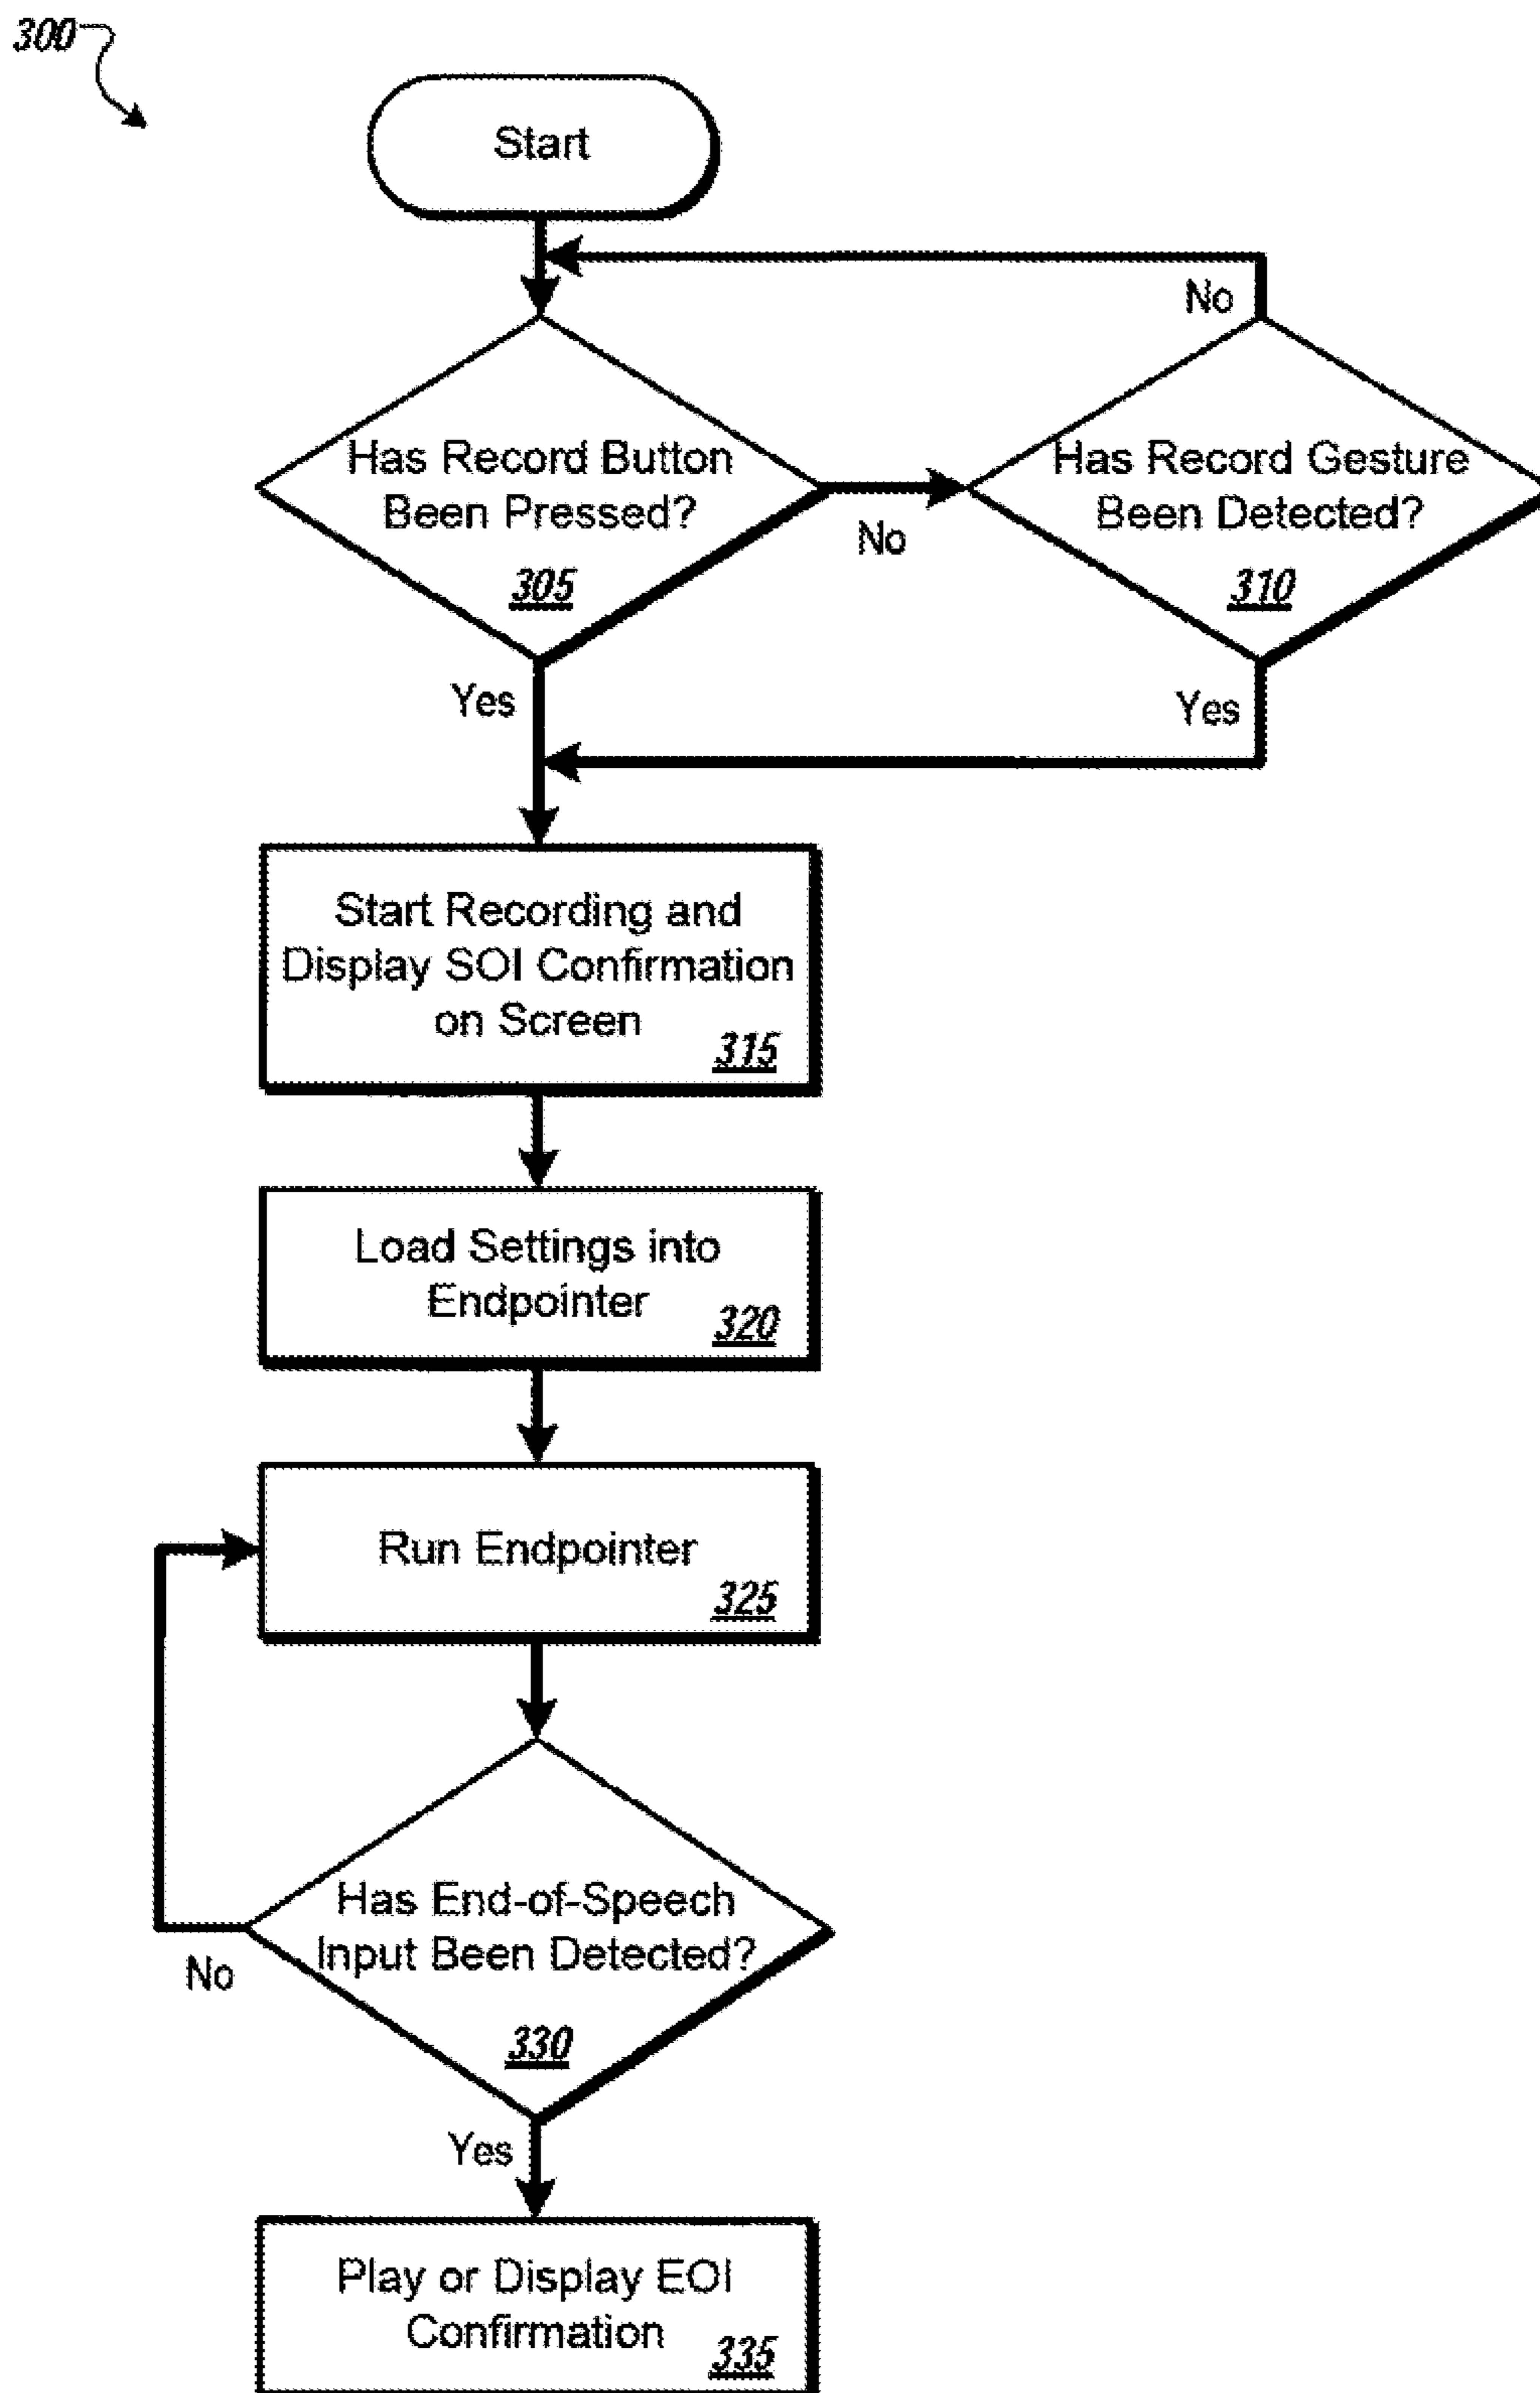 300
Start
No
Has Record Button
Been Pressed?
305
No
Has Record Gesture
Been Detected?
310
Yes
Yes
Start Recording and
Display SOI Confirmation
on Screen
315
Load Settings into
Endpointer
320
Run Endpointer
325
Has End-of-Speech
Input Been Detected?
330
No
Yes
Play or Display EOI
Confirmation
335